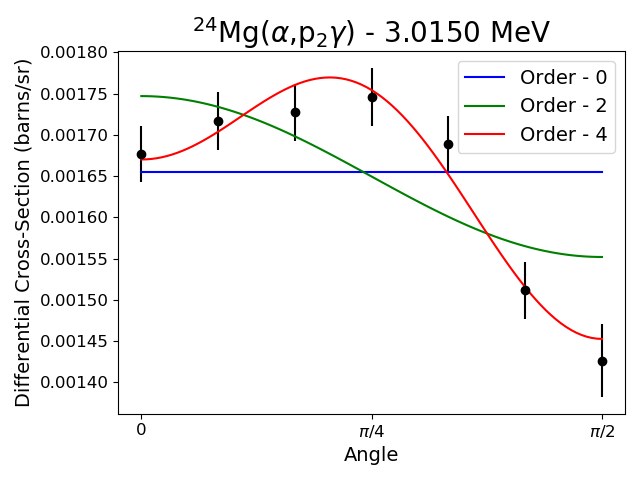 ²⁴Mg(α,p₂γ) - 3.0150 MeV
Differential Cross-Section (barns/sr)
0.00180
0.00175
0.00170
0.00165
0.00160
0.00155
0.00150
0.00145
0.00140
Order - 0
Order - 2
Order - 4
0
π/4
π/2
Angle